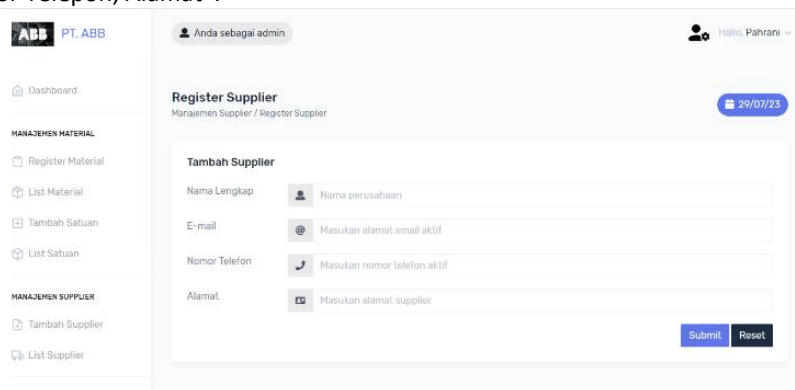 Telepon, Alamat
ABB PT. ABB
Anda sebagai admin
Hallo, Pahrani
Dashboard
Register Supplier
Manajemen Supplier / Register Supplier
29/07/23
MANAJEMEN MATERIAL
Register Material
List Material
Tambah Satuan
List Satuan
MANAJEMEN SUPPLIER
Tambah Supplier
List Supplier
Tambah Supplier
Nama Lengkap
Nama perusahaan
E-mail
@ Masukan alamat email aktif
Nomor Telefon
Masukan nomor telefon aktif
Alamat
Masukan alamat supplier
Submit Reset